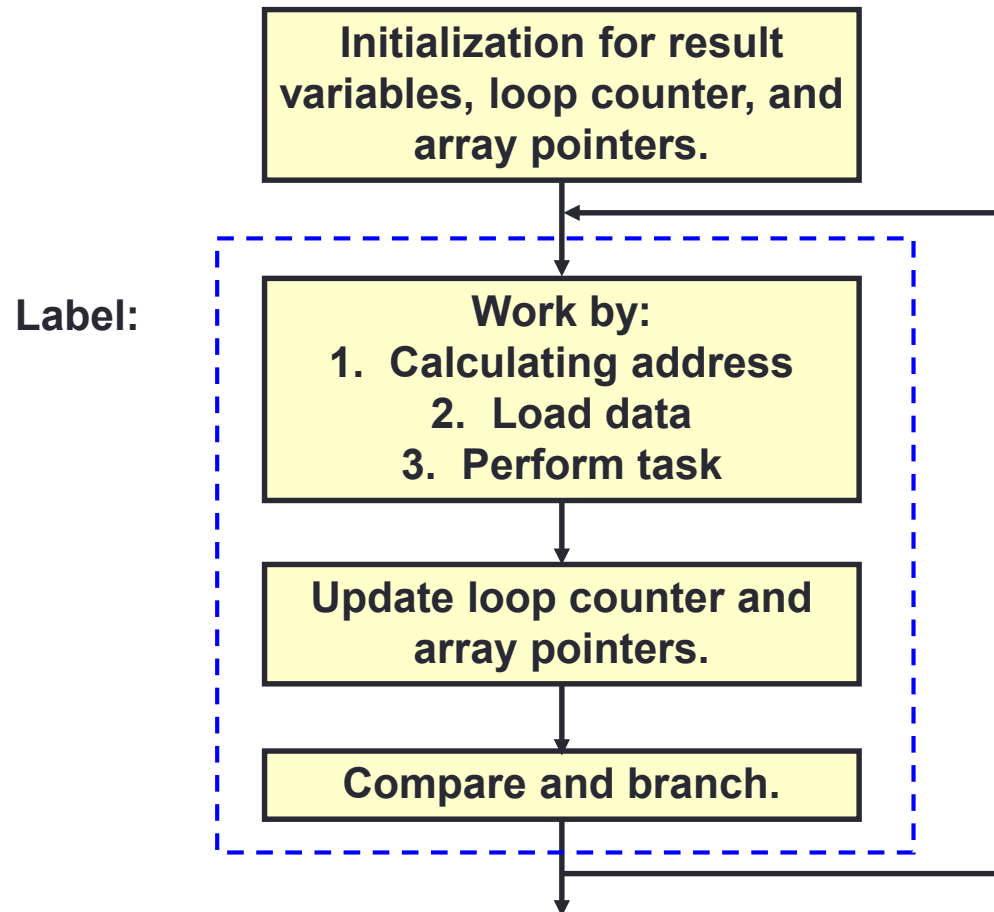 Initialization for result
variables, loop counter, and
array pointers.
Label:
Work by:
1. Calculating address
2. Load data
3. Perform task
Update loop counter and
array pointers.
Compare and branch.